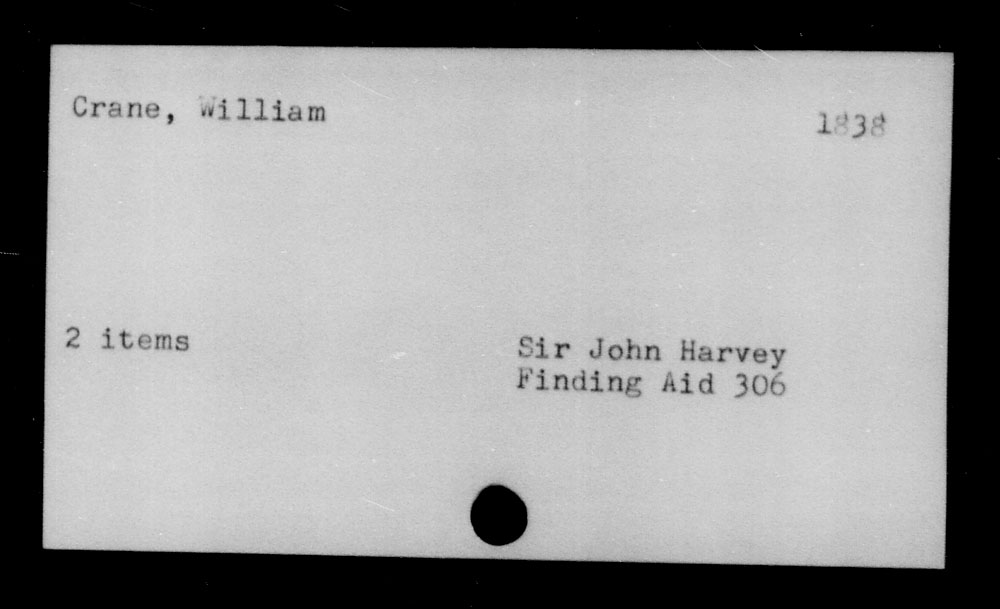 Crane, William
1838
2 items
Sir John Harvey
Finding Aid 306